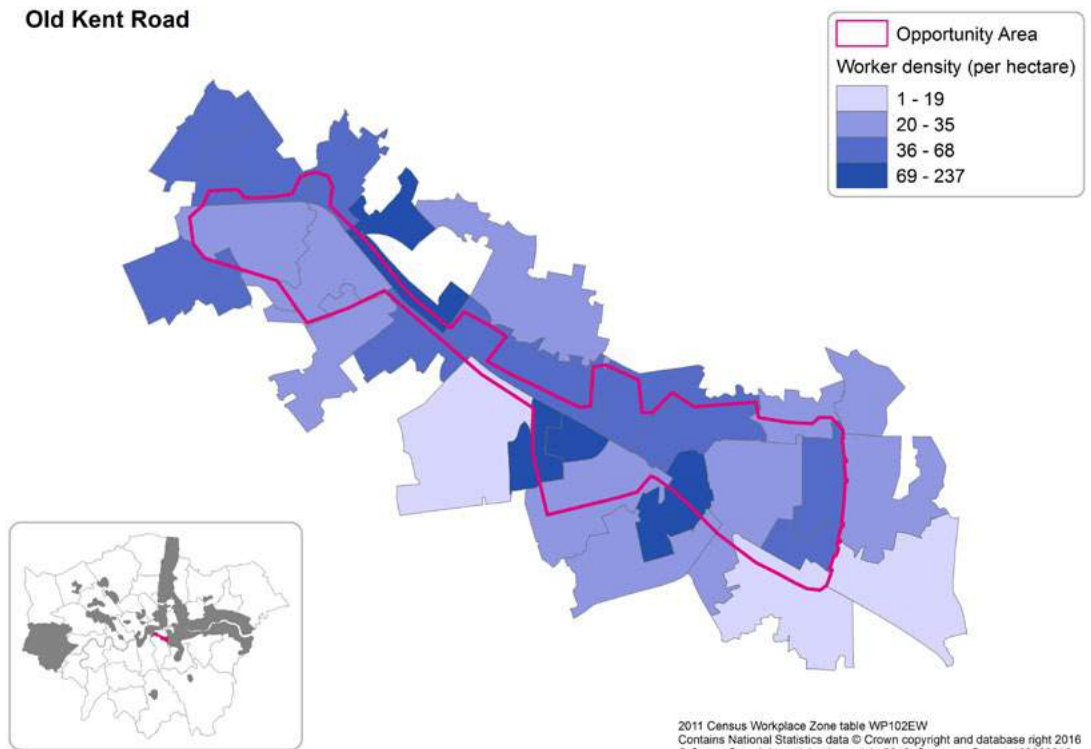 Old Kent Road
Opportunity Area
Worker density (per hectare)
1 - 19
20 - 35
36 - 68
69 - 237
2011 Census Workplace Zone table WP102EW
Contains National Statistics data © Crown copyright and database right 2016